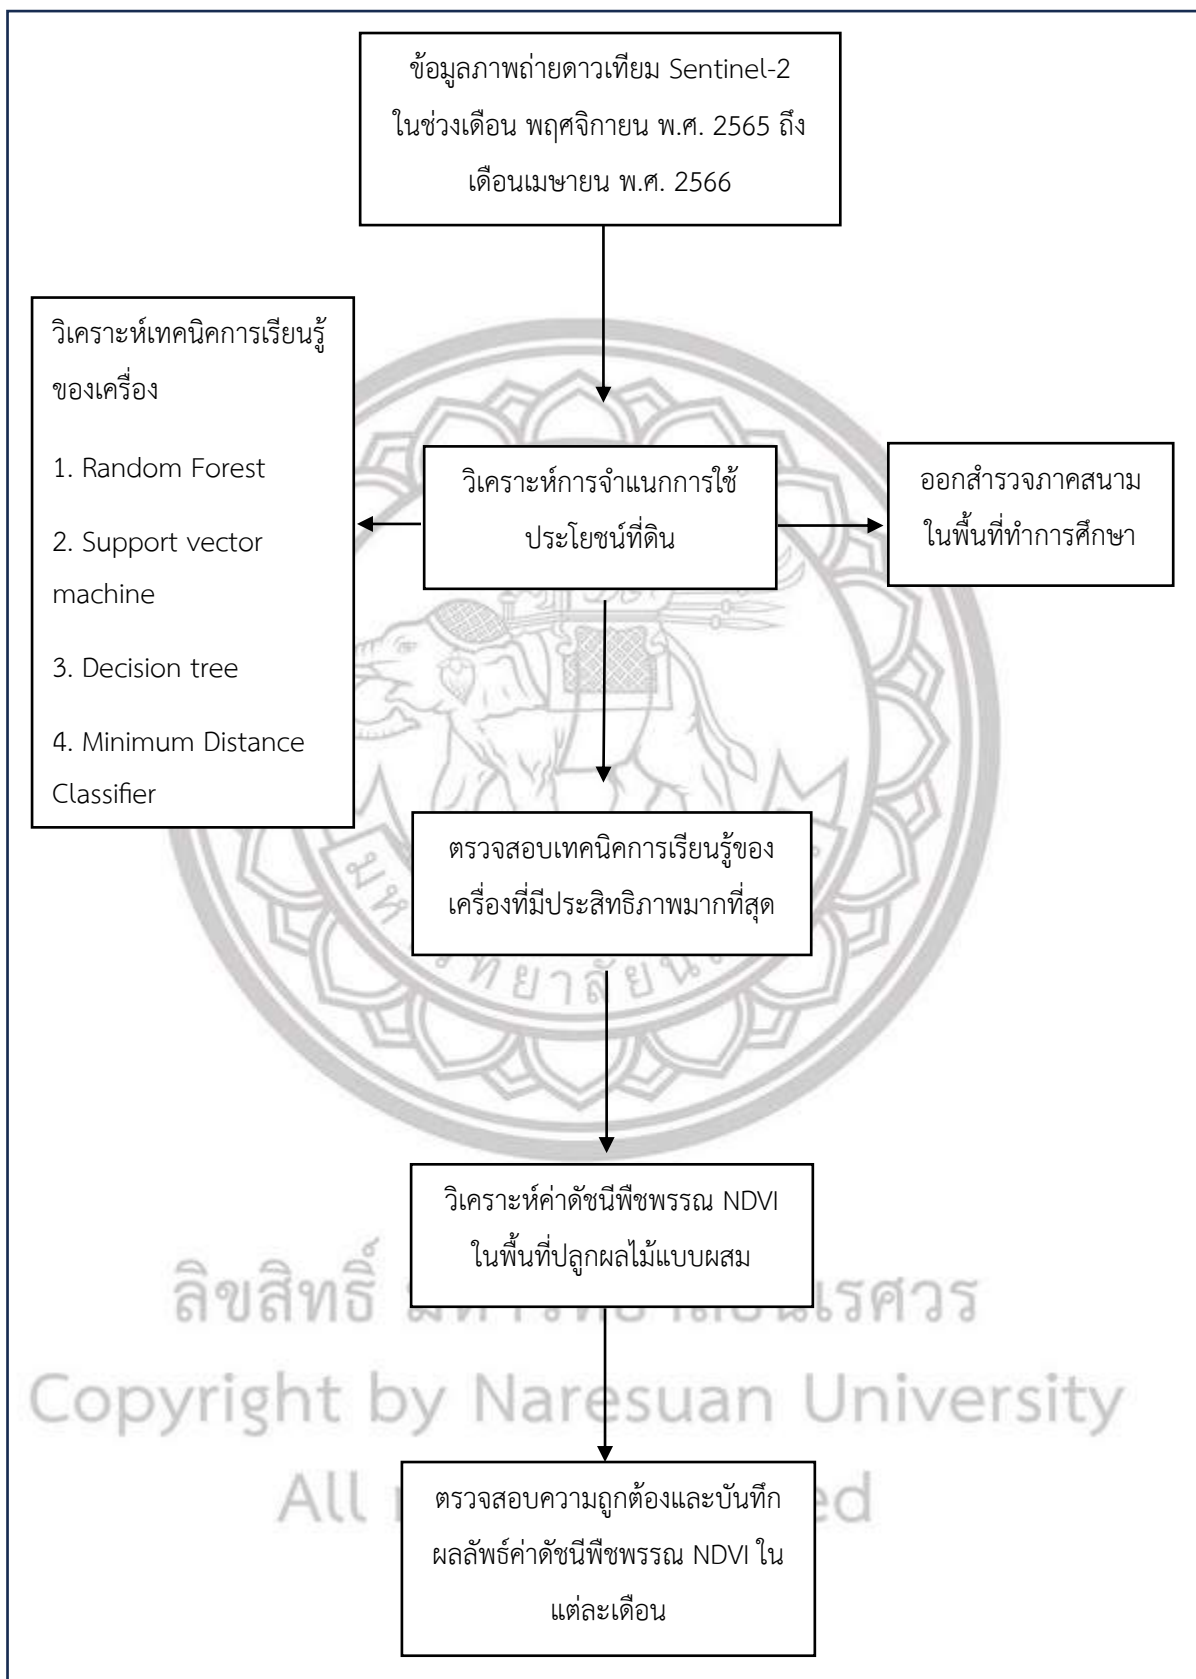 ข้อมูลภาพถ่ายดาวเทียม Sentinel-2
ในช่วงเดือน พฤศจิกายน พ.ศ. 2565 ถึง
เดือนเมษายน พ.ศ. 2566
วิเคราะห์เทคนิคการเรียนรู้
ของเครื่อง
1. Random Forest
2. Support vector
machine
3. Decision tree
4. Minimum Distance
Classifier
วิเคราะห์การจำแนกการใช้
ประโยชน์ที่ดิน
ออกสำรวจภาคสนาม
ในพื้นที่ทำการศึกษา
ตรวจสอบเทคนิคการเรียนรู้ของ
เครื่องที่มีประสิทธิภาพมากที่สุด
วิเคราะห์ค่าดัชนีพืชพรรณ NDVI
ในพื้นที่ปลูกผลไม้แบบผสม
ลิขสิทธิ์
Copyright by Naresuan University
All
ตรวจสอบความถูกต้องและบันทึก
ผลลัพธ์ค่าดัชนีพืชพรรณ NDVI ใน
แต่ละเดือน